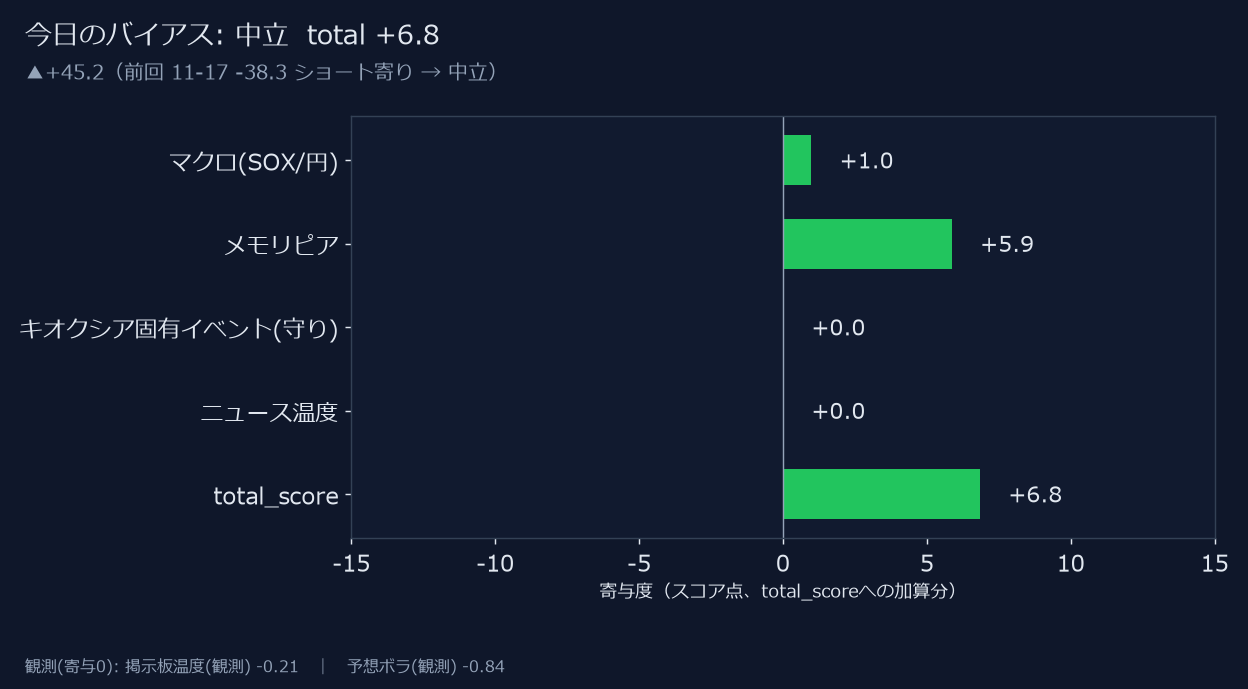 今日のバイアス: 中立  total +6.8
▲+45.2（前回 11-17 -38.3 ショート寄り → 中立）
マクロ(SOX/円)
+1.0
メモリピア
+5.9
キオクシア固有イベント(守り)
+0.0
ニュース温度
+0.0
total_score
+6.8
-15 -10 -5 0 5 10 15
寄与度（スコア点、total_scoreへの加算分）
観測(寄与0): 掲示板温度(観測) -0.21 ｜ 予想ボラ(観測) -0.84